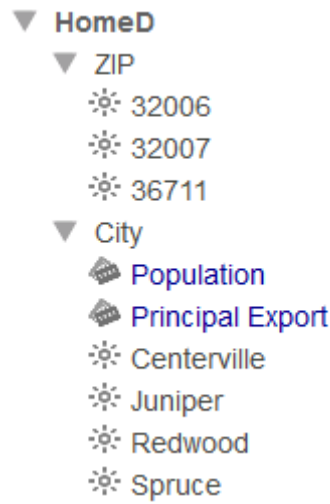 HomeD
ZIP
32006
32007
36711
City
Population
Principal Export
Centerville
Juniper
Redwood
Spruce